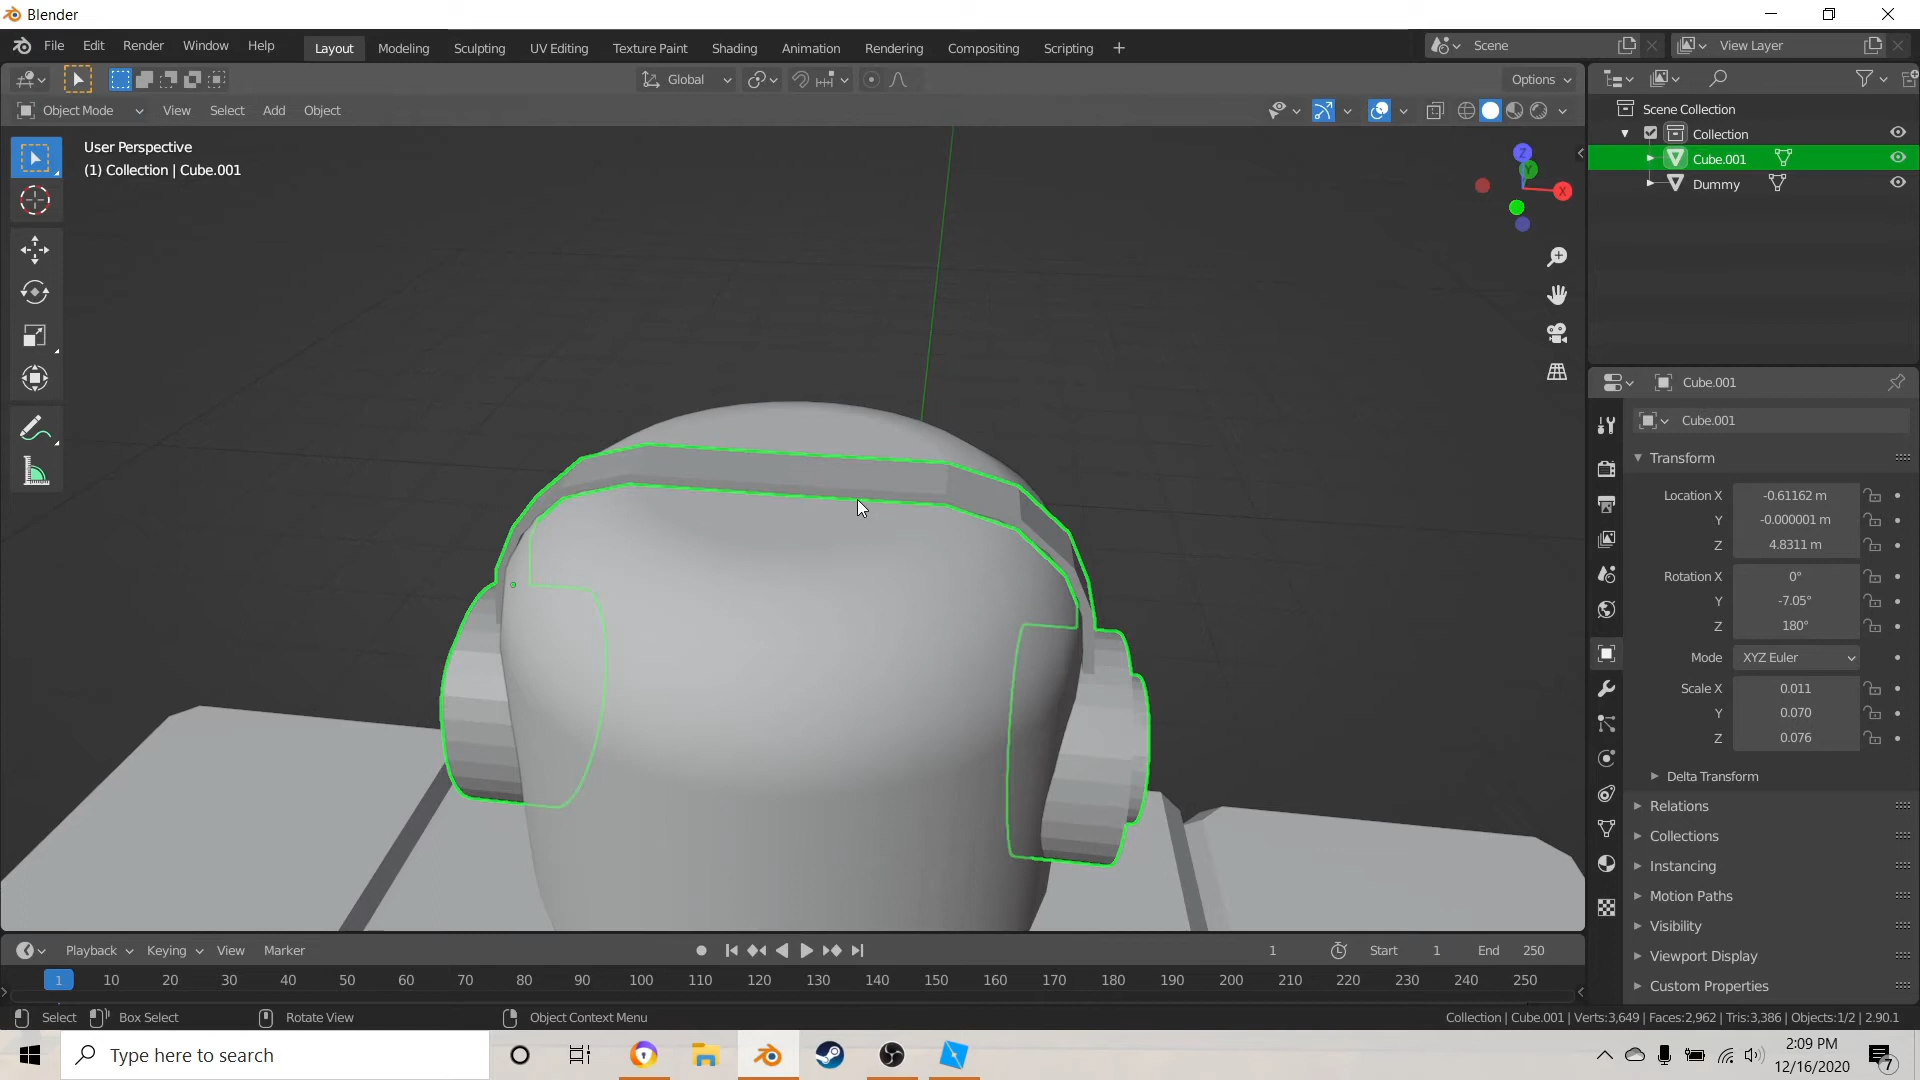 Blender
File Edit Render Window Help Layout Modeling Sculpting UV Editing Texture Paint Shading Animation Rendering Compositing Scripting + Scene View Layer
Global Options
Object Mode View Select Add Object
User Perspective
(1) Collection | Cube.001
Z
Y
X
Scene Collection
Collection
Cube.001
Dummy
Cube.001
Cube.001
Transform
Location X -0.61162 m
Y -0.000001 m
Z 4.8311 m
Rotation X 0°
Y -7.05°
Z 180°
Mode XYZ Euler
Scale X 0.011
Y 0.070
Z 0.076
Delta Transform
Relations
Collections
Instancing
Motion Paths
Visibility
Viewport Display
Custom Properties
Playback Keying View Marker 1 Start 1 End 250
1 10 20 30 40 50 60 70 80 90 100 110 120 130 140 150 160 170 180 190 200 210 220 230 240 250
Select Box Select Rotate View Object Context Menu Collection | Cube.001 | Verts:3,649 | Faces:2,962 | Tris:3,386 | Objects:1/2 | 2.90.1
Type here to search
2:09 PM
12/16/2020
7